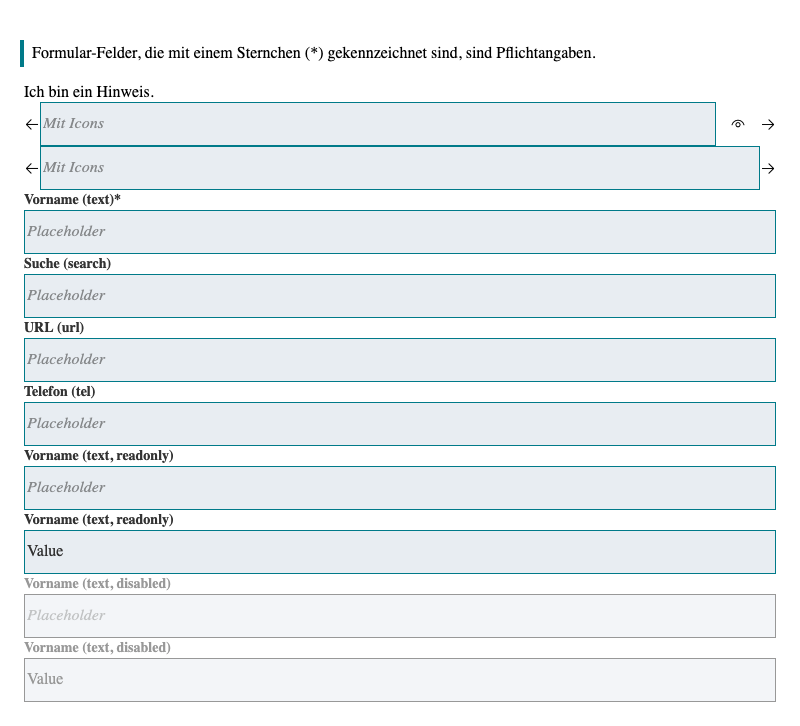 Formular-Felder, die mit einem Sternchen (*) gekennzeichnet sind, sind Pflichtangaben.
Ich bin ein Hinweis.
Mit Icons
Mit Icons
Vorname (text)*
Placeholder
Suche (search)
Placeholder
URL (url)
Placeholder
Telefon (tel)
Placeholder
Vorname (text, readonly)
Placeholder
Vorname (text, readonly)
Value
Vorname (text, disabled)
Placeholder
Vorname (text, disabled)
Value